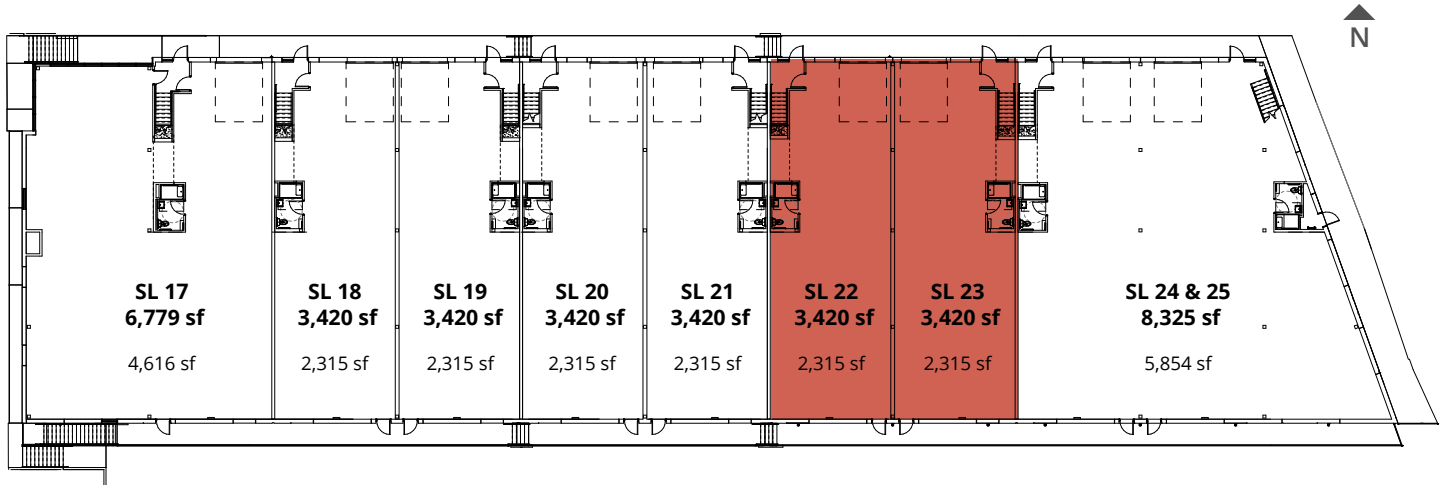 N
SL 17
6,779 sf
4,616 sf
SL 18
3,420 sf
2,315 sf
SL 19
3,420 sf
2,315 sf
SL 20
3,420 sf
2,315 sf
SL 21
3,420 sf
2,315 sf
SL 22
3,420 sf
2,315 sf
SL 23
3,420 sf
2,315 sf
SL 24 & 25
8,325 sf
5,854 sf